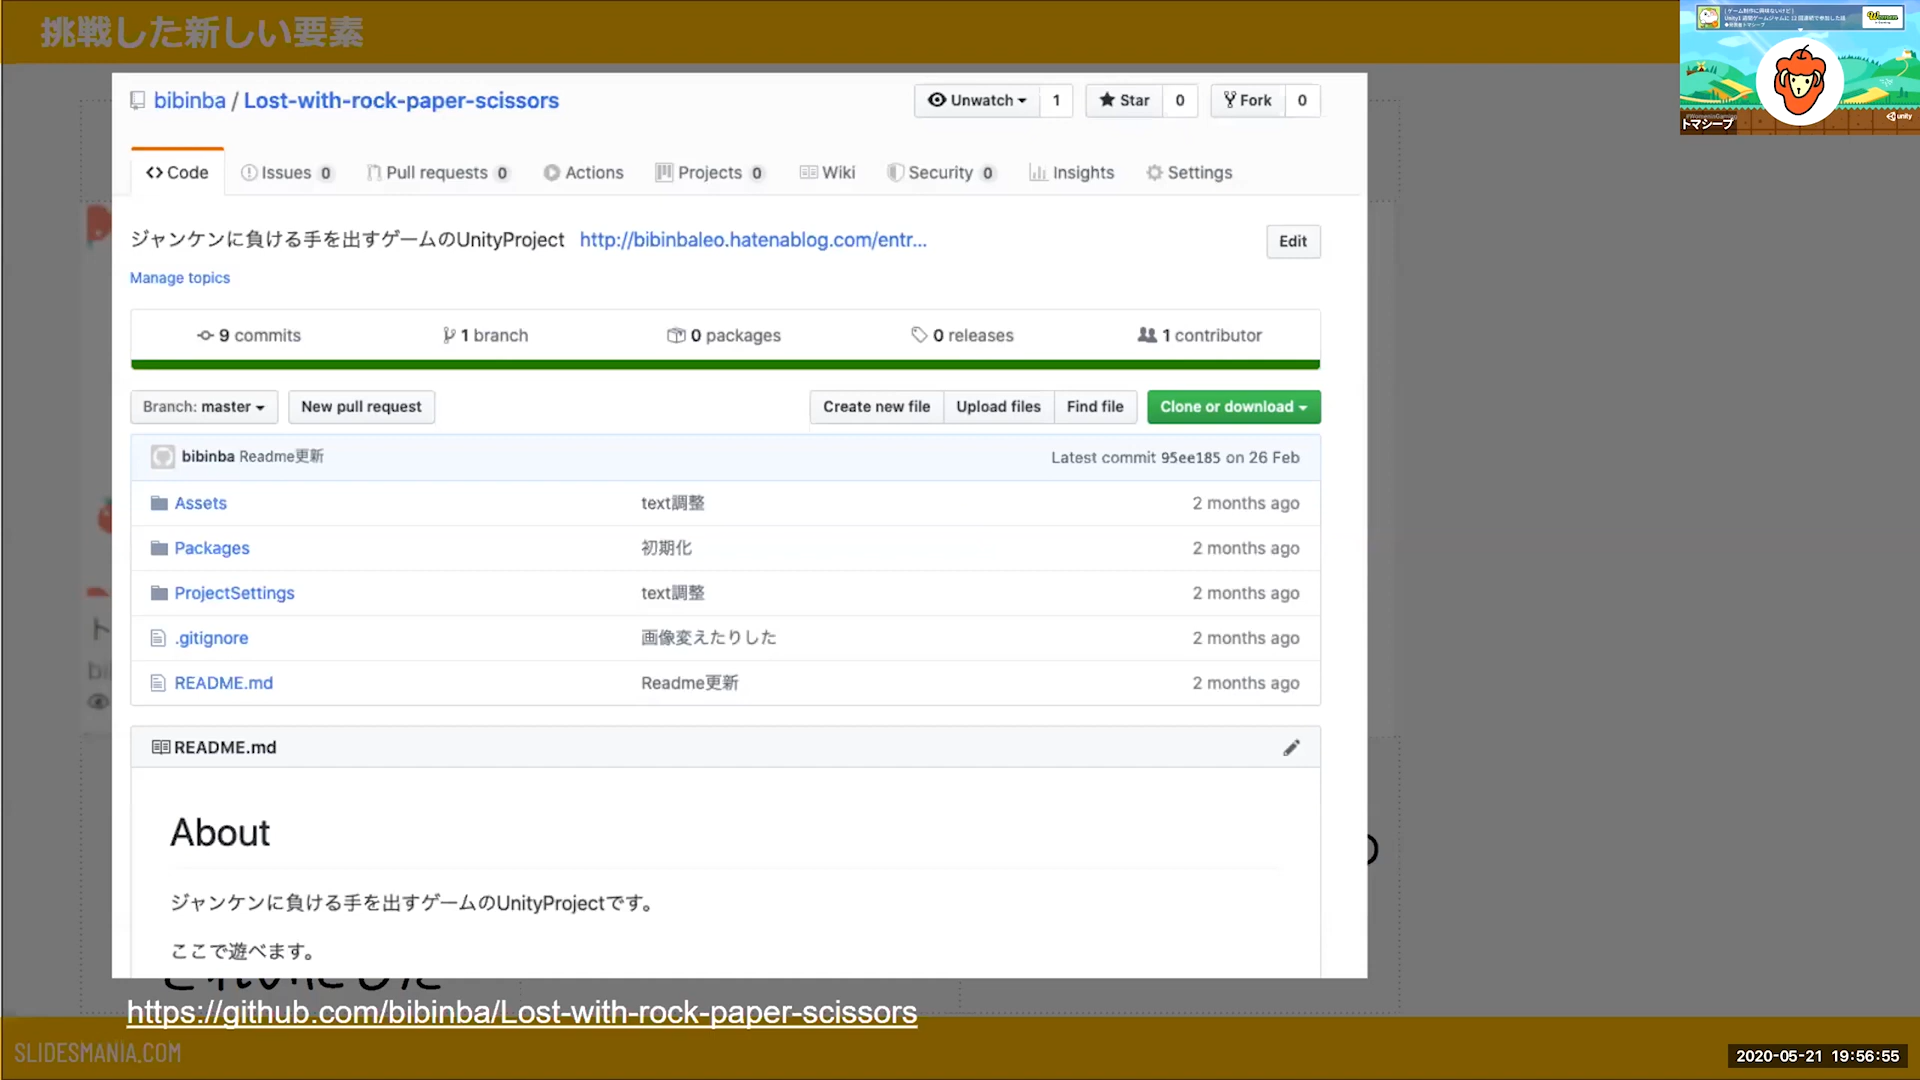 挑戦した新しい要素
bibinba / Lost-with-rock-paper-scissors
Unwatch 1
Star 0
Fork 0
Code
Issues 0
Pull requests 0
Actions
Projects 0
Wiki
Security 0
Insights
Settings
ジャンケンに負ける手を出すゲームのUnityProject http://bibinbaleo.hatenablog.com/entr...
Edit
Manage topics
9 commits
1 branch
0 packages
0 releases
1 contributor
Branch: master
New pull request
Create new file
Upload files
Find file
Clone or download
bibinba Readme更新
Latest commit 95ee185 on 26 Feb
Assets text調整 2 months ago
Packages 初期化 2 months ago
ProjectSettings text調整 2 months ago
.gitignore 画像変えたりした 2 months ago
README.md Readme更新 2 months ago
README.md
About
ジャンケンに負ける手を出すゲームのUnityProjectです。
ここで遊べます。
https://github.com/bibinba/Lost-with-rock-paper-scissors
SLIDESMANIA.COM
トマシープ
unity
2020-05-21 19:56:55